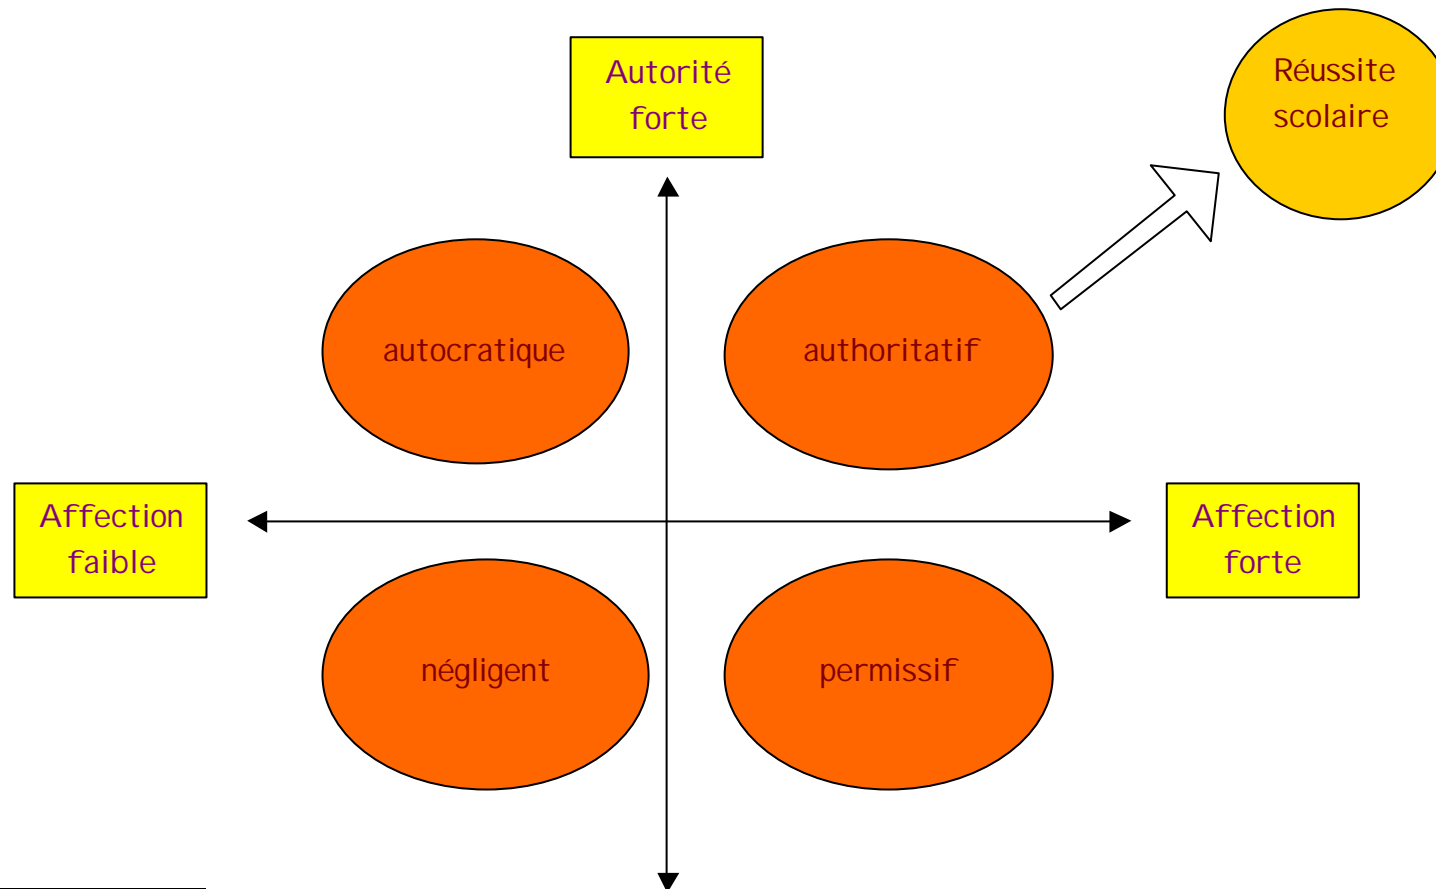 Autorité
forte
Réussite
scolaire
autocratique
authoritatif
Affection
faible
Affection
forte
négligent
permissif